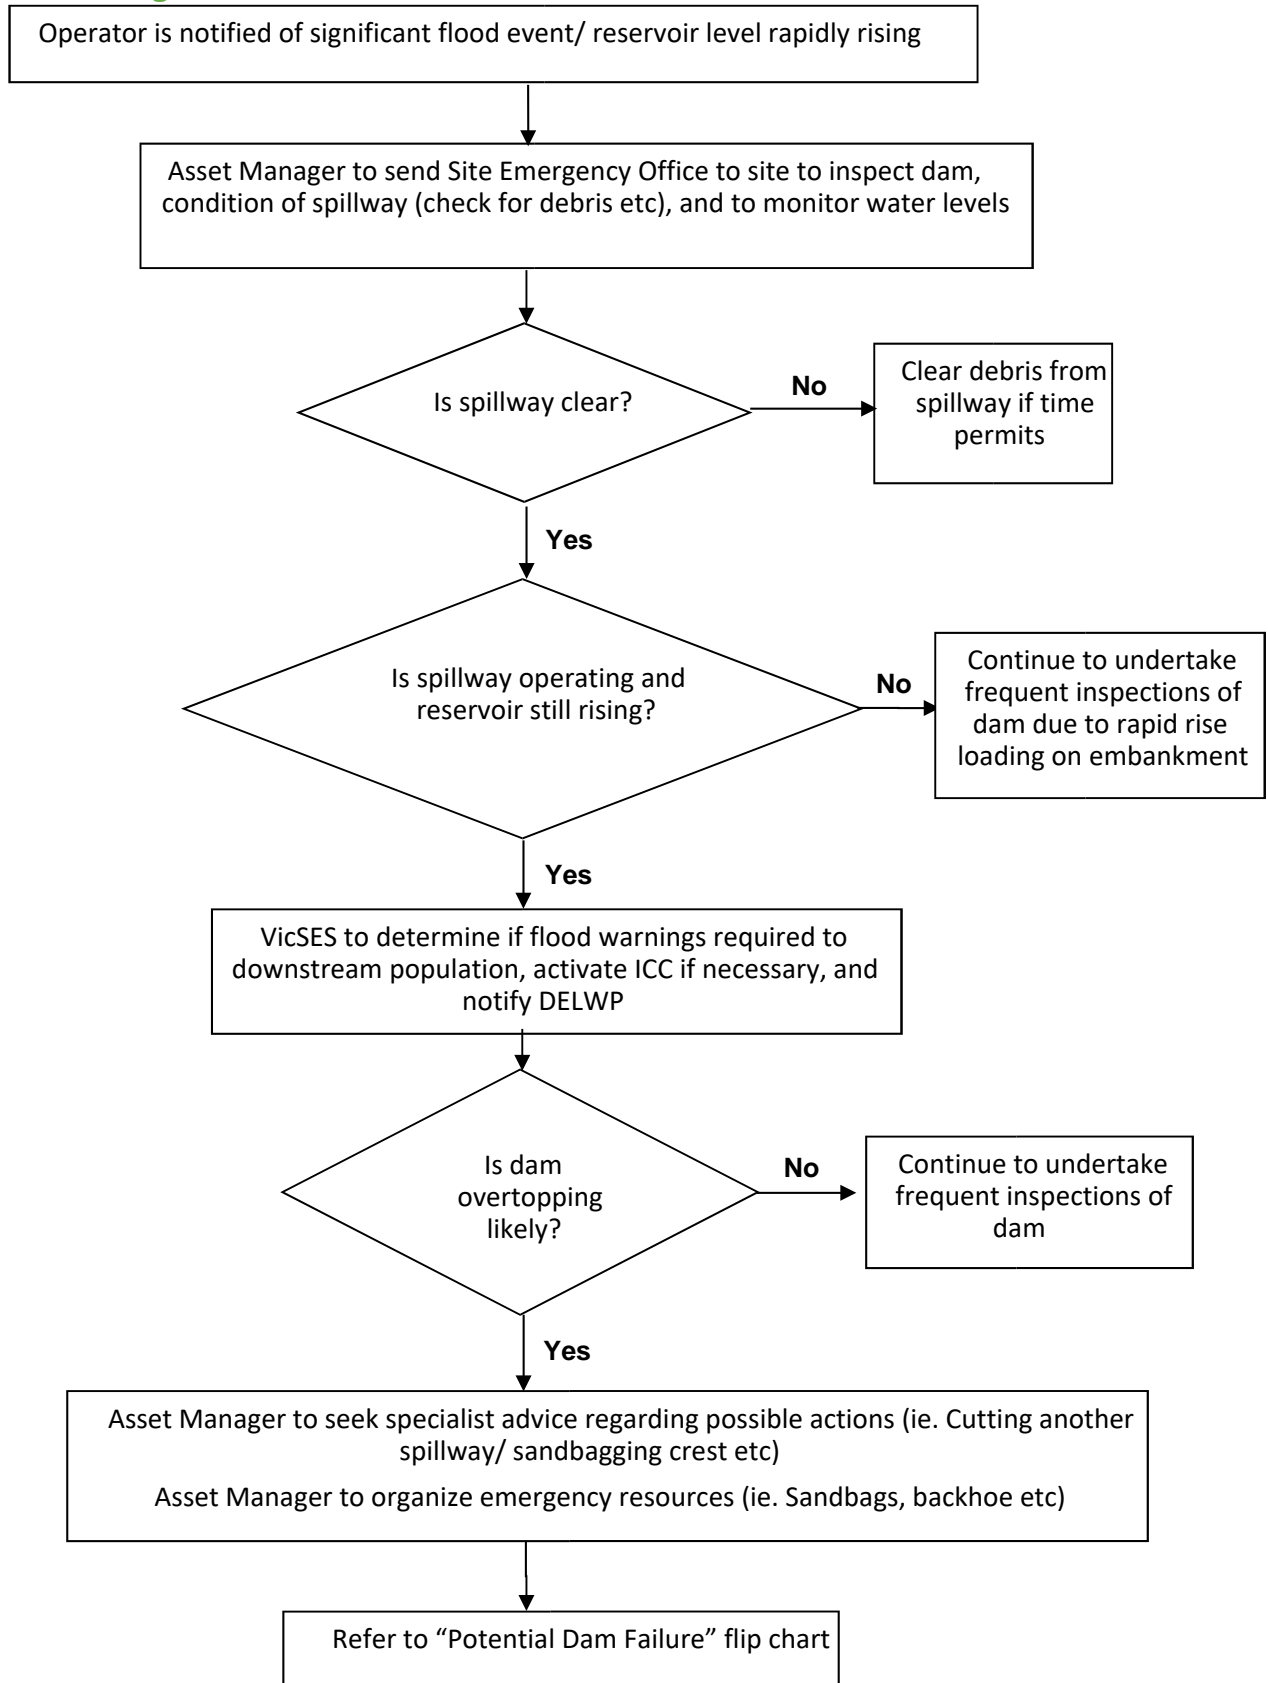 Operator is notified of significant flood event/ reservoir level rapidly rising
Asset Manager to send Site Emergency Office to site to inspect dam,
condition of spillway (check for debris etc), and to monitor water levels
Is spillway clear?
No
Clear debris from
spillway if time
permits
Yes
Is spillway operating and
reservoir still rising?
No
Continue to undertake
frequent inspections of
dam due to rapid rise
loading on embankment
Yes
VicSES to determine if flood warnings required to
downstream population, activate ICC if necessary, and
notify DELWP
Is dam
overtopping
likely?
No
Continue to undertake
frequent inspections of
dam
Yes
Asset Manager to seek specialist advice regarding possible actions (ie. Cutting another
spillway/ sandbagging crest etc)
Asset Manager to organize emergency resources (ie. Sandbags, backhoe etc)
Refer to “Potential Dam Failure” flip chart